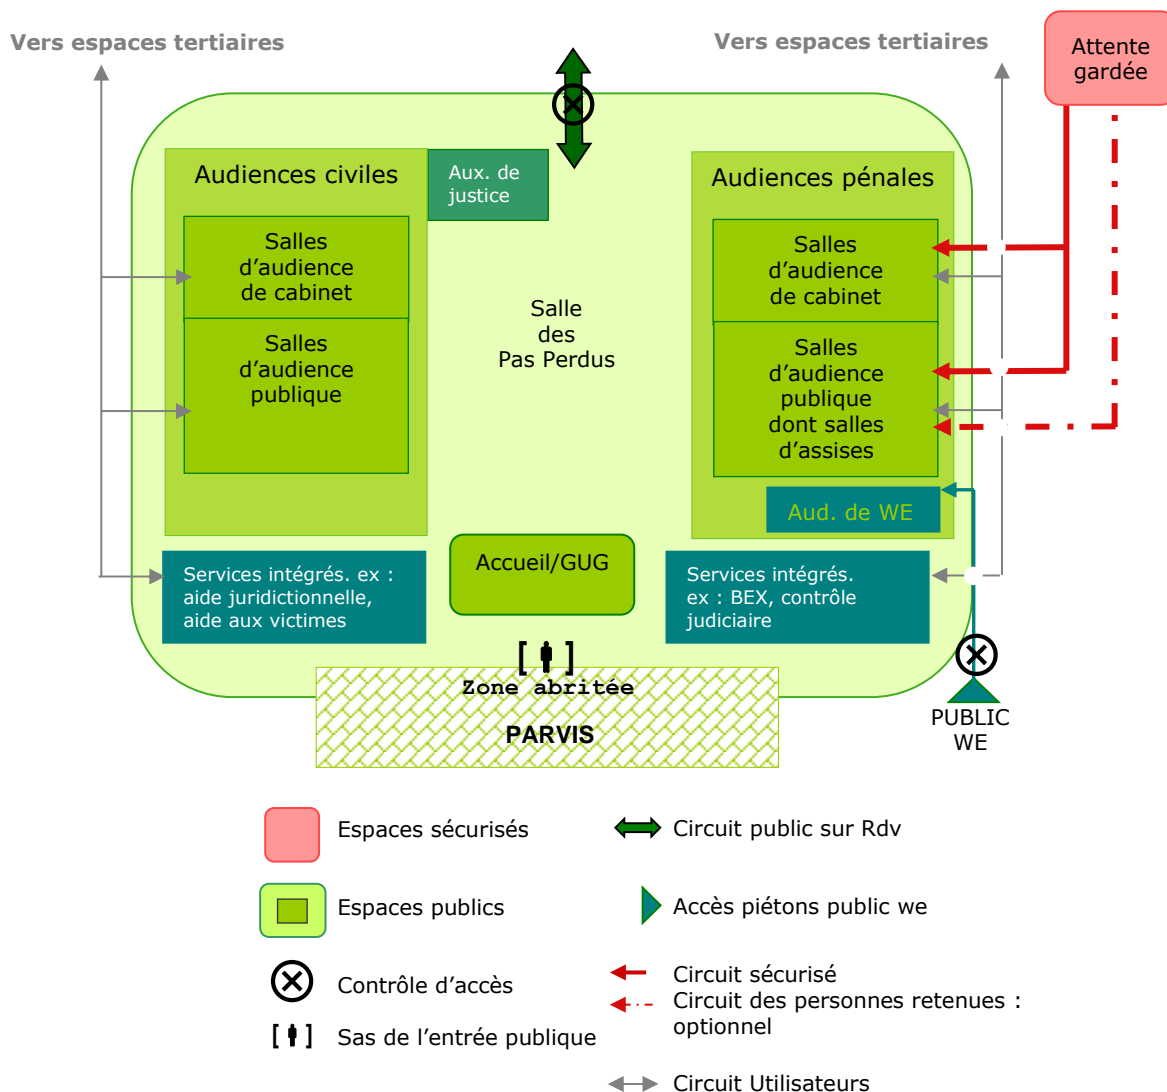 Vers espaces tertiaires
Vers espaces tertiaires
Attente
gardée
Audiences civiles
Aux. de
justice
Audiences pénales
Salles
d'audience
de cabinet
Salles
d'audience
de cabinet
Salle
des
Pas Perdus
Salles
d'audience
publique
Salles
d'audience
publique
dont salles
d'assises
Aud. de WE
Services intégrés. ex :
aide juridictionnelle,
aide aux victimes
Accueil/GUG
Services intégrés.
ex : BEX, contrôle
judiciaire
Zone abritée
PARVIS
PUBLIC
WE
Espaces sécurisés
Circuit public sur Rdv
Espaces publics
Accès piétons public we
Contrôle d'accès
Circuit sécurisé
Circuit des personnes retenues :
optionnel
Sas de l'entrée publique
Circuit Utilisateurs